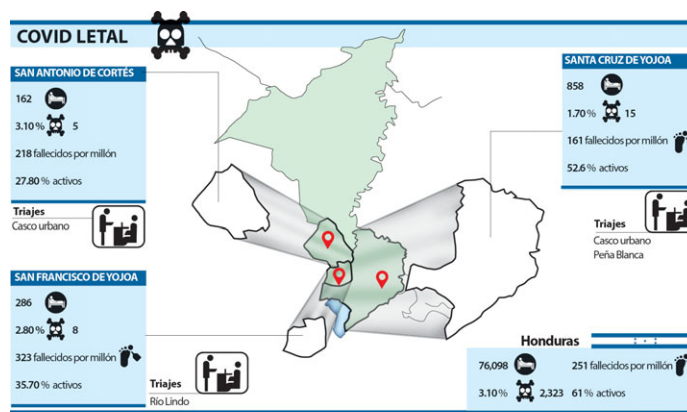 COVID LETAL
SAN ANTONIO DE CORTÉS
162
3.10 % 5
218 fallecidos por millón
27.80 % activos
Triajes
Casco urbano
SANTA CRUZ DE YOJOA
858
1.70 % 15
161 fallecidos por millón
52.6 % activos
Triajes
Casco urbano
Peña Blanca
SAN FRANCISCO DE YOJOA
286
2.80 % 8
323 fallecidos por millón
35.70 % activos
Triajes
Río Lindo
Honduras
76,098 251 fallecidos por millón
3.10 % 2,323 61 % activos